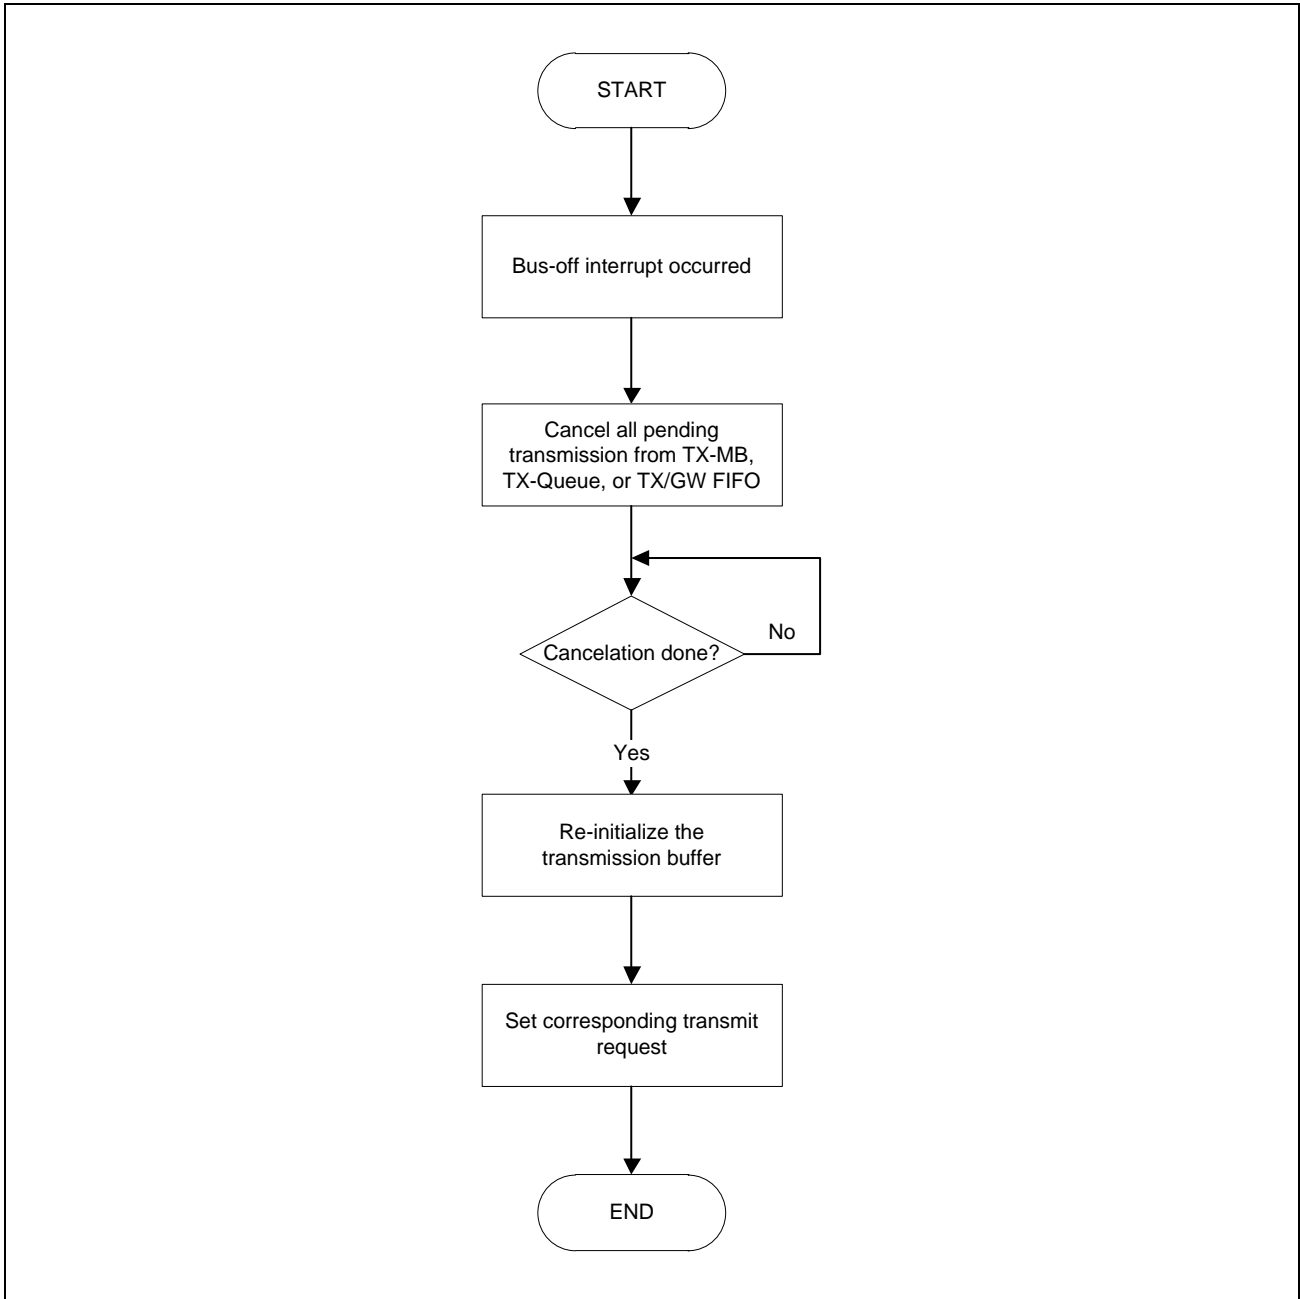 START
Bus-off interrupt occurred
Cancel all pending
transmission from TX-MB,
TX-Queue, or TX/GW FIFO
No
Cancelation done?
Yes
Re-initialize the
transmission buffer
Set corresponding transmit
request
END